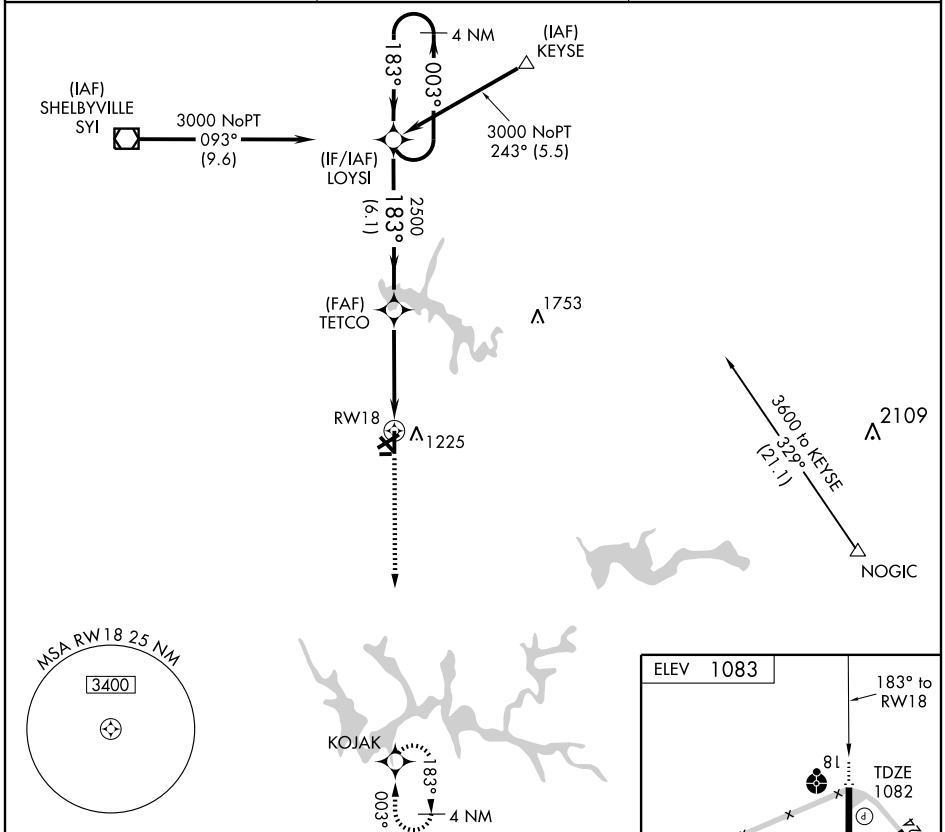 4 NM
183°
003°
(IAF)
KEYSE
(IAF)
SHELBYVILLE
SYI
3000 NoPT
093°
(9.6)
3000 NoPT
243° (5.5)
(IF/IAF)
LOYSI
2500
183°
(6.1)
(FAF)
TETCO
1753
RW18
1225
3600 to KEYSE
329°
(21.1)
2109
NOGIC
MSA RW18 25 NM
3400
KOJAK
183°
003°
4 NM
ELEV 1083
183° to
RW18
18
TDZE
1082
P
24